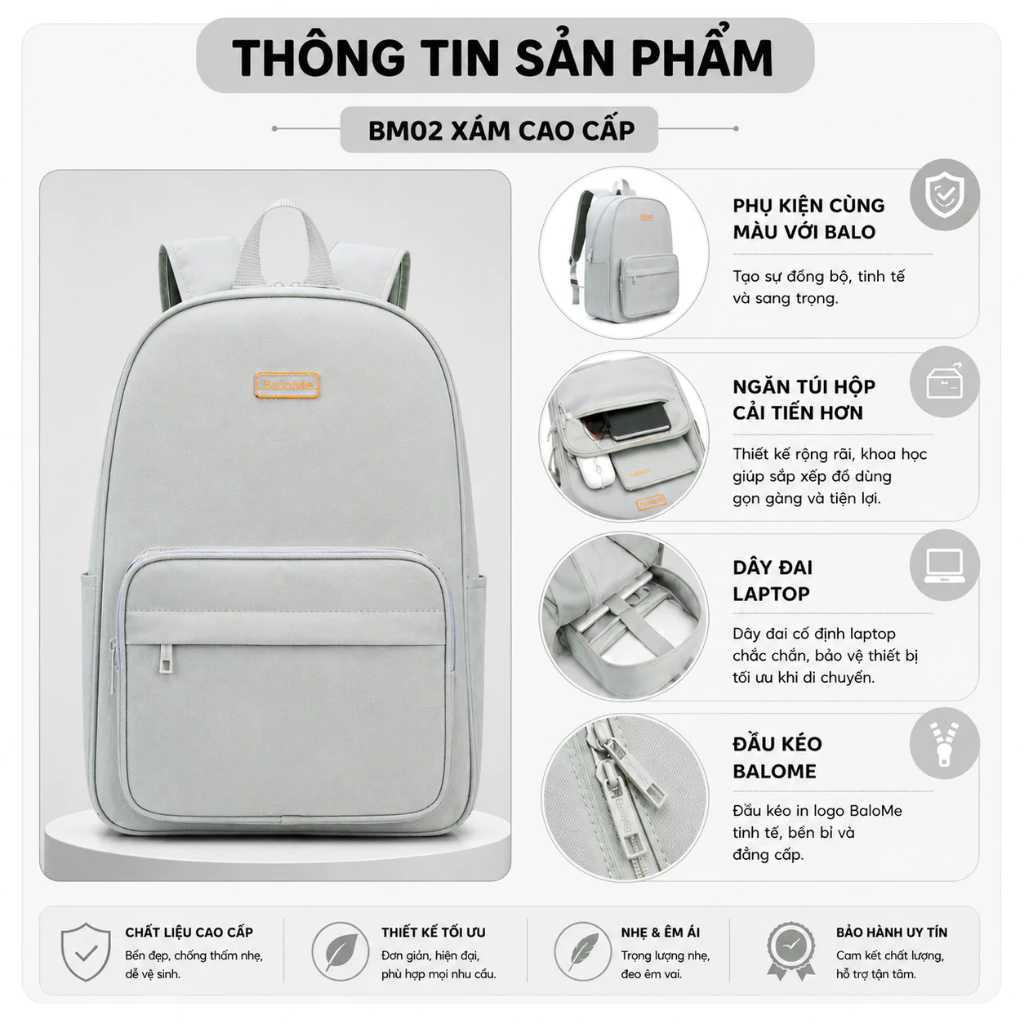 THÔNG TIN SẢN PHẨM
BM02 XÁM CAO CẤP
BaloMe
PHỤ KIỆN CÙNG
MÀU VỚI BALO
Tạo sự đồng bộ, tinh tế
và sang trọng.
NGĂN TÚI HỘP
CẢI TIẾN HƠN
Thiết kế rộng rãi, khoa học
giúp sắp xếp đồ dùng
gọn gàng và tiện lợi.
DÂY ĐAI
LAPTOP
Dây đai cố định laptop
chắc chắn, bảo vệ thiết bị
tối ưu khi di chuyển.
ĐẦU KÉO
BALOME
Đầu kéo in logo BaloMe
tinh tế, bền bỉ và
đẳng cấp.
CHẤT LIỆU CAO CẤP
Bền đẹp, chống thấm nhẹ,
dễ vệ sinh.
THIẾT KẾ TỐI ƯU
Đơn giản, hiện đại,
phù hợp mọi nhu cầu.
NHẸ & ÊM ÁI
Trọng lượng nhẹ,
đeo êm vai.
BẢO HÀNH UY TÍN
Cam kết chất lượng,
hỗ trợ tận tâm.